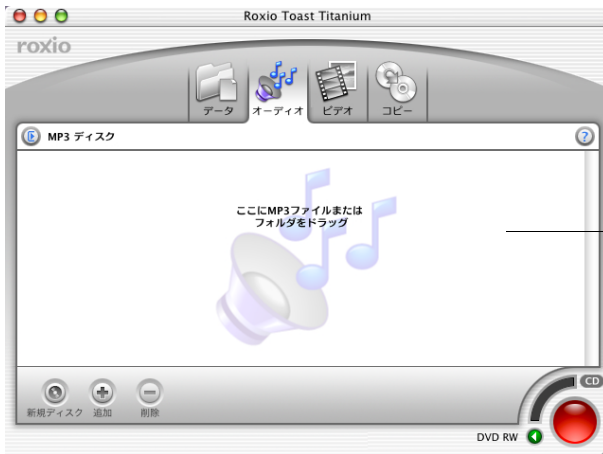 Roxio Toast Titanium
roxio
データ
オーディオ
ビデオ
コピー
MP3 ディスク
?
ここにMP3ファイルまたは
フォルダをドラッグ
新規ディスク
追加
削除
CD
DVD RW